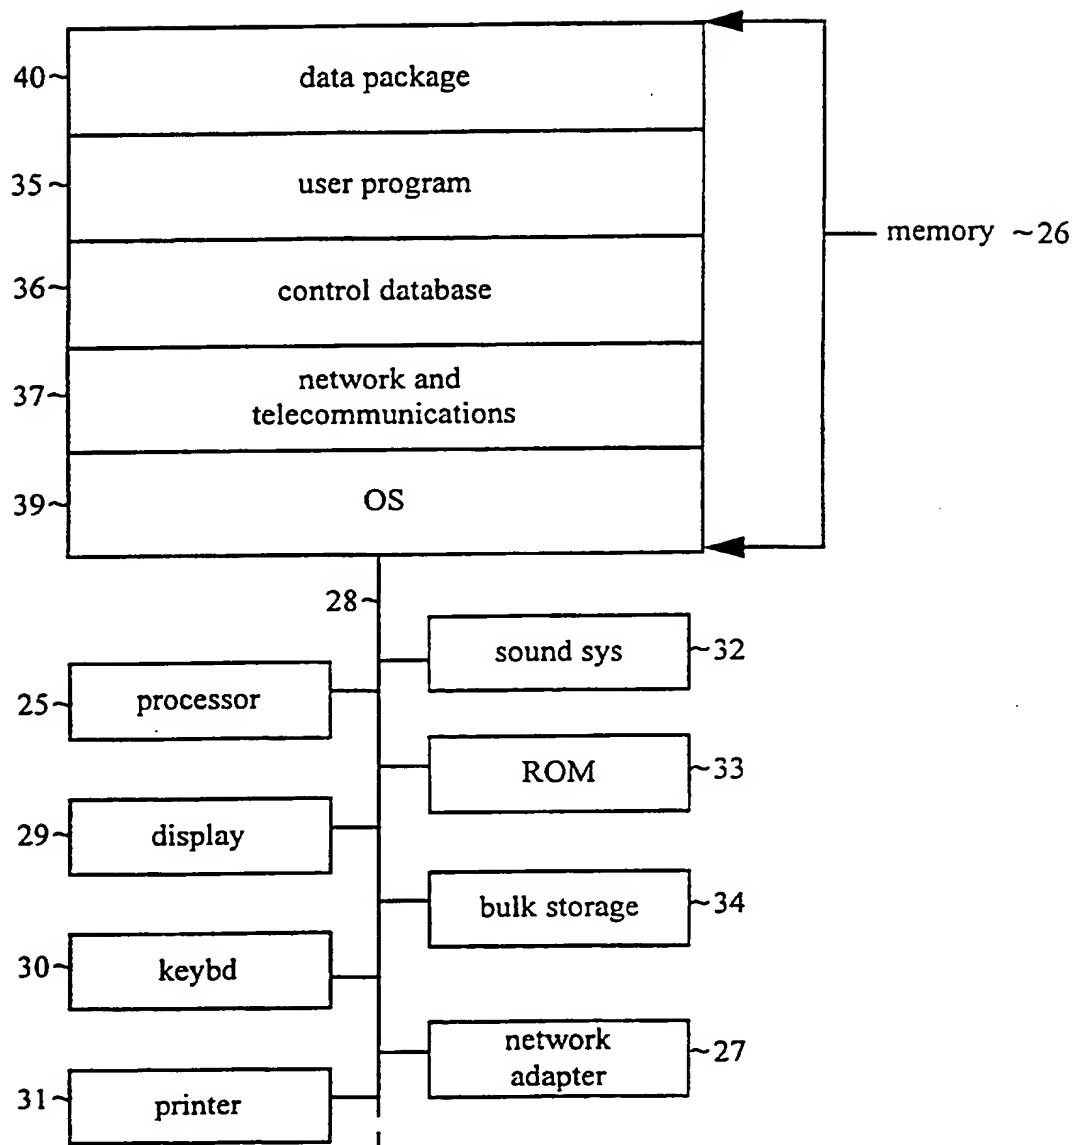 40~ data package
35~ user program
memory ~26
36~ control database
37~ network and
telecommunications
39~ OS
28~
sound sys ~32
25~ processor
ROM ~33
29~ display
bulk storage ~34
30~ keybd
network
adapter ~27
31~ printer